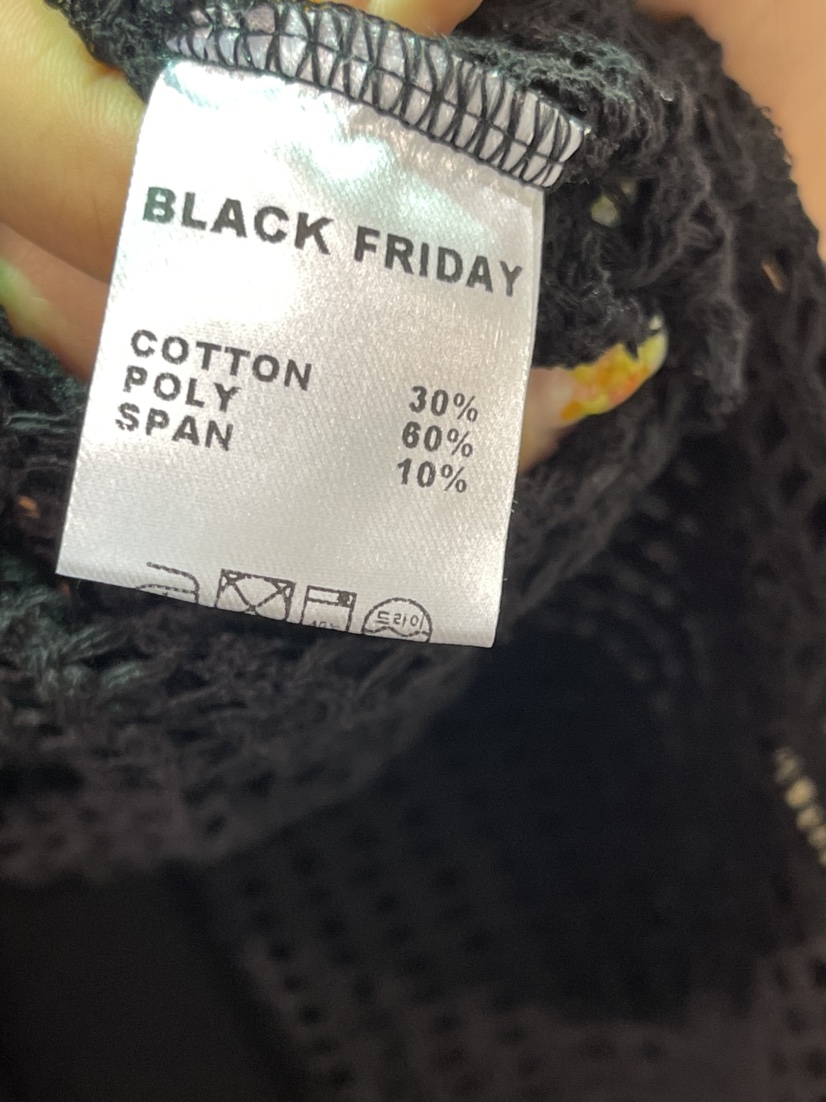 BLACK FRIDAY
COTTON 30%
POLY 60%
SPAN 10%
드라이